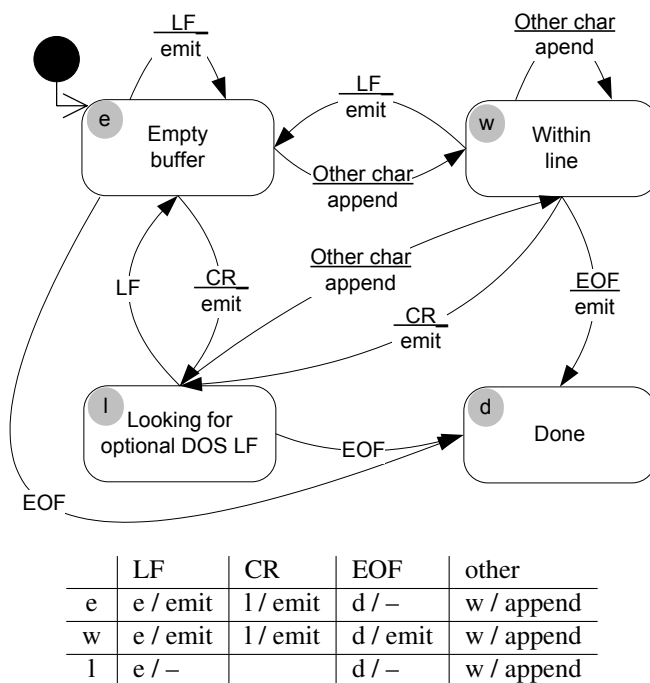 LF
emit
Other char
apend
e
Empty
buffer
LF
emit
w
Within
line
Other char
append
LF
CR
emit
Other char
append
CR
emit
EOF
emit
l
Looking for
optional DOS LF
EOF
d
Done
EOF
LF CR EOF other
e e / emit l / emit d / – w / append
w e / emit l / emit d / emit w / append
l e / – d / – w / append